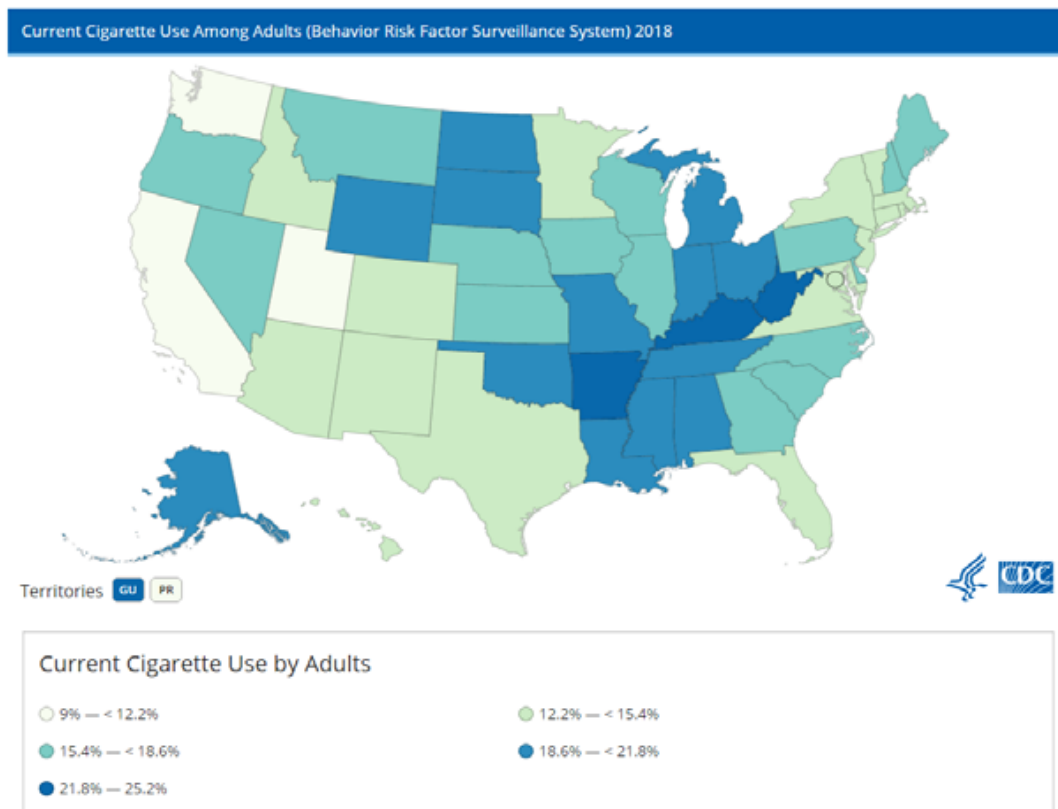 Current Cigarette Use Among Adults (Behavior Risk Factor Surveillance System) 2018
CDC
Territories GU PR
Current Cigarette Use by Adults
9% — < 12.2%
12.2% — < 15.4%
15.4% — < 18.6%
18.6% — < 21.8%
21.8% — 25.2%